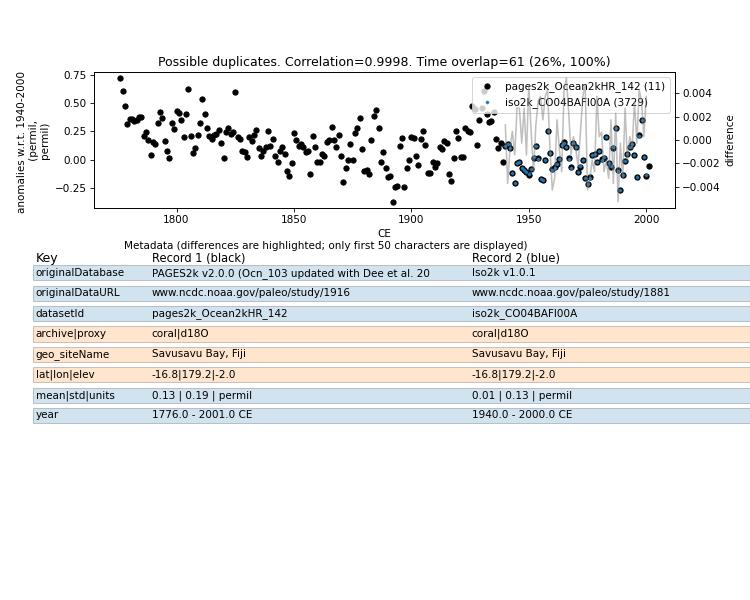 Possible duplicates. Correlation=0.9998. Time overlap=61 (26%, 100%)
pages2k_Ocean2kHR_142 (11)
iso2k_CO04BAFI00A (3729)
0.75
0.50
0.25
0.00
−0.25
anomalies w.r.t. 1940-2000
(permil,
permil)
0.004
0.002
0.000
−0.002
−0.004
difference
1800
1850
1900
1950
2000
CE
Metadata (differences are highlighted; only first 50 characters are displayed)
Key Record 1 (black) Record 2 (blue)
originalDatabase PAGES2k v2.0.0 (Ocn_103 updated with Dee et al. 20 Iso2k v1.0.1
originalDataURL www.ncdc.noaa.gov/paleo/study/1916 www.ncdc.noaa.gov/paleo/study/1881
datasetId pages2k_Ocean2kHR_142 iso2k_CO04BAFI00A
archive|proxy coral|d18O coral|d18O
geo_siteName Savusavu Bay, Fiji Savusavu Bay, Fiji
lat|lon|elev -16.8|179.2|-2.0 -16.8|179.2|-2.0
mean|std|units 0.13 | 0.19 | permil 0.01 | 0.13 | permil
year 1776.0 - 2001.0 CE 1940.0 - 2000.0 CE